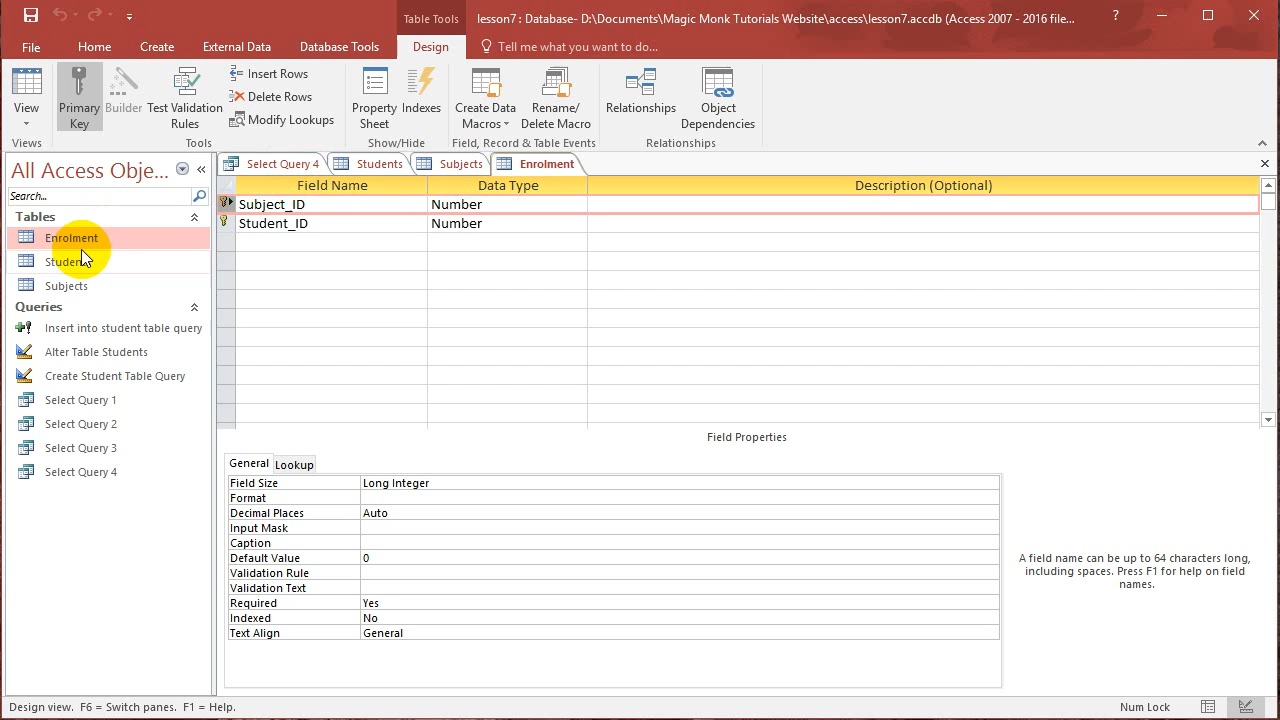 Table Tools
lesson7 : Database- D:\Documents\Magic Monk Tutorials Website\access\lesson7.accdb (Access 2007 - 2016 file...
?
File Home Create External Data Database Tools Design Tell me what you want to do...
View
Primary Key
Builder
Test Validation Rules
Insert Rows
Delete Rows
Modify Lookups
Property Sheet
Indexes
Create Data Macros
Rename/ Delete Macro
Relationships
Object Dependencies
Views Tools Show/Hide Field, Record & Table Events Relationships
All Access Obje...
Search...
Tables
Enrolment
Studen
Subjects
Queries
Insert into student table query
Alter Table Students
Create Student Table Query
Select Query 1
Select Query 2
Select Query 3
Select Query 4
Select Query 4 Students Subjects Enrolment
Field Name Data Type Description (Optional)
Subject_ID Number
Student_ID Number
Field Properties
General Lookup
Field Size Long Integer
Format
Decimal Places Auto
Input Mask
Caption
Default Value 0
Validation Rule
Validation Text
Required Yes
Indexed No
Text Align General
A field name can be up to 64 characters long,
including spaces. Press F1 for help on field
names.
Design view. F6 = Switch panes. F1 = Help.
Num Lock